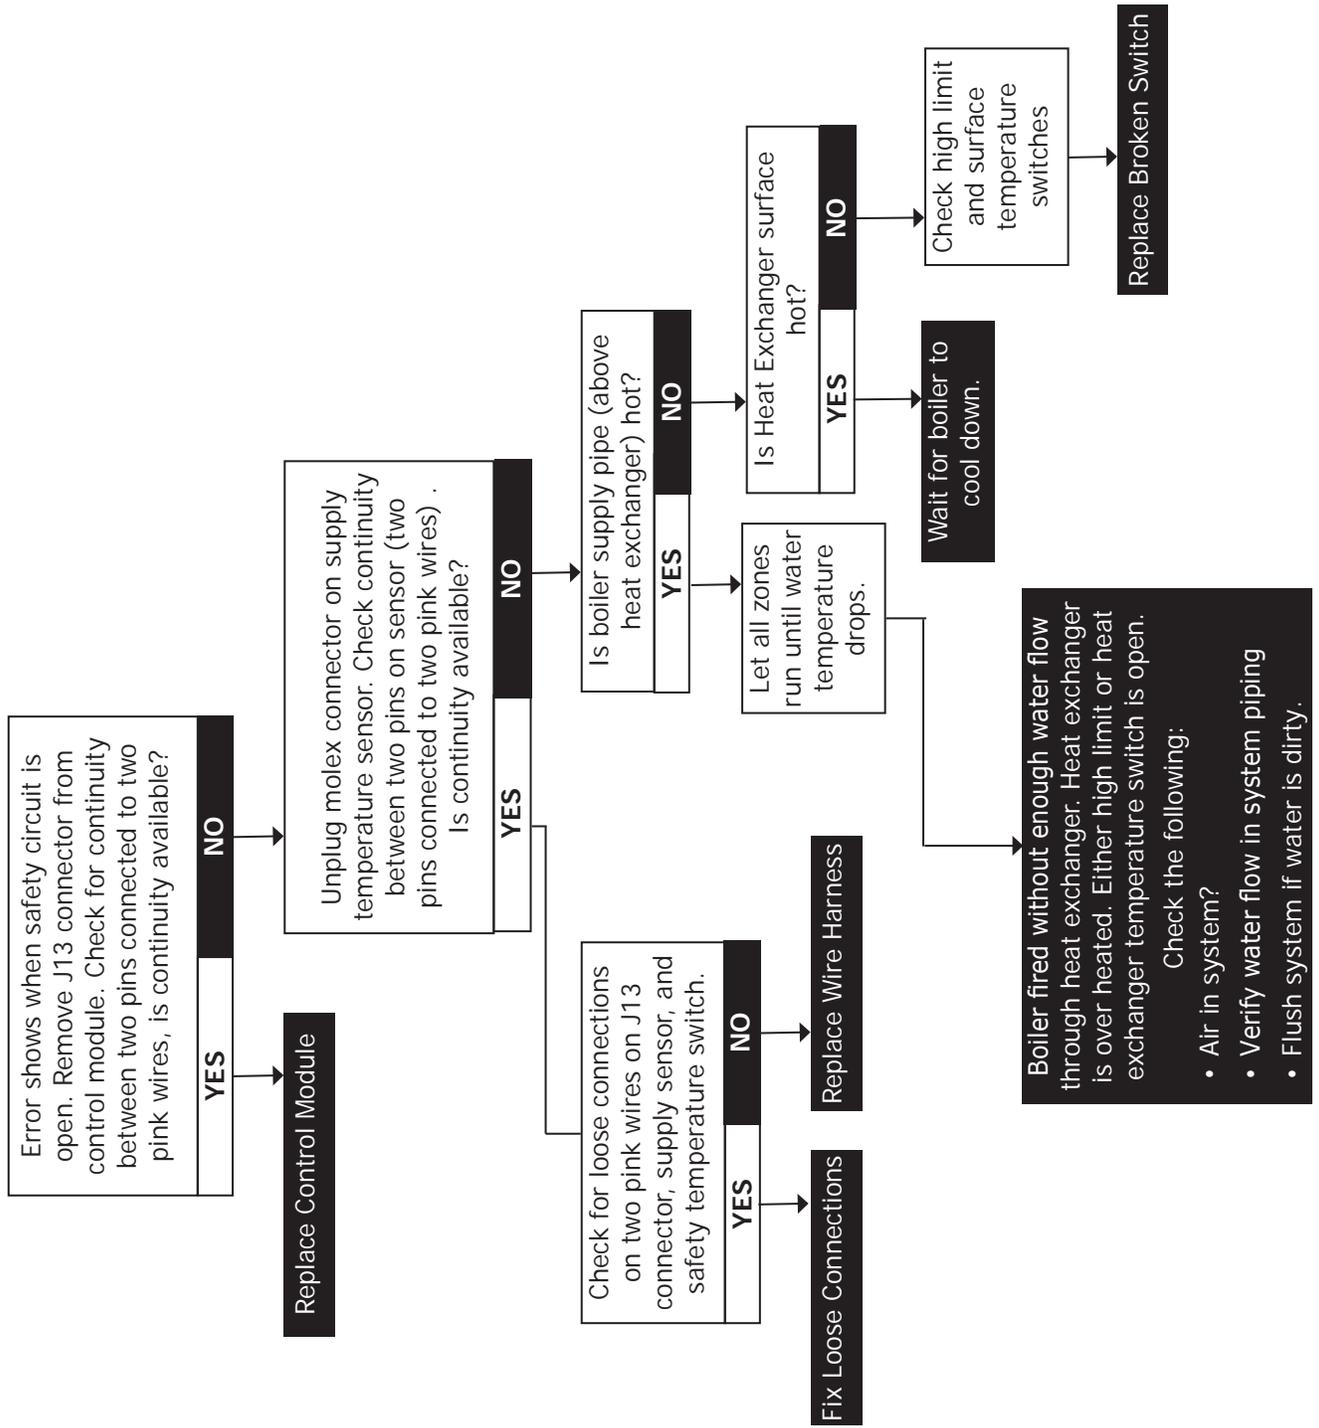 Error shows when safety circuit is
open. Remove J13 connector from
control module. Check for continuity
between two pins connected to two
pink wires, is continuity available?
YES
NO
Replace Control Module
Unplug molex connector on supply
temperature sensor. Check continuity
between two pins on sensor (two
pins connected to two pink wires) .
Is continuity available?
YES
NO
Check for loose connections
on two pink wires on J13
connector, supply sensor, and
safety temperature switch.
YES
NO
Fix Loose Connections
Replace Wire Harness
Is boiler supply pipe (above
heat exchanger) hot?
YES
NO
Let all zones
run until water
temperature
drops.
Boiler fired without enough water flow
through heat exchanger. Heat exchanger
is over heated. Either high limit or heat
exchanger temperature switch is open.
Check the following:
• Air in system?
• Verify water flow in system piping
• Flush system if water is dirty.
Is Heat Exchanger surface
hot?
YES
NO
Wait for boiler to
cool down.
Check high limit
and surface
temperature
switches
Replace Broken Switch